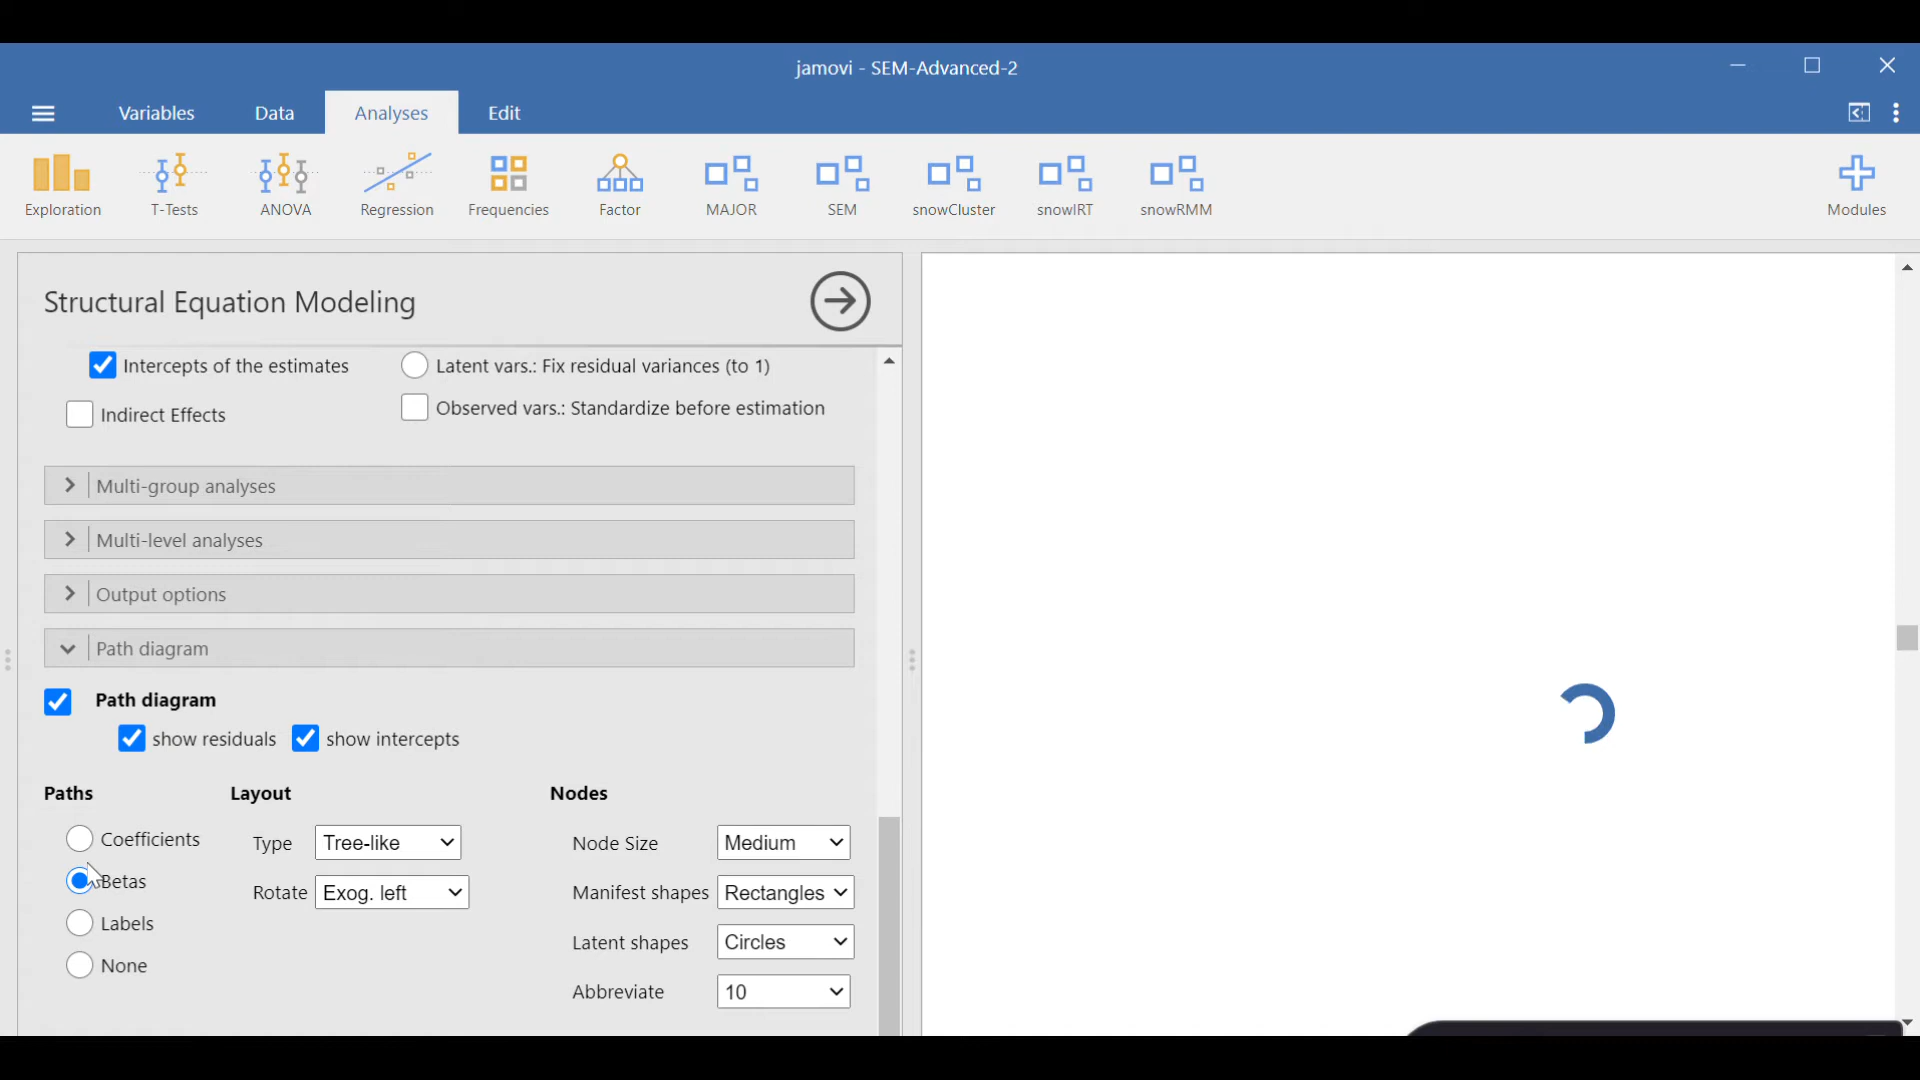 jamovi - SEM-Advanced-2
Variables Data Analyses Edit
Exploration T-Tests ANOVA Regression Frequencies Factor MAJOR SEM snowCluster snowIRT snowRMM Modules
Structural Equation Modeling
Intercepts of the estimates Latent vars.: Fix residual variances (to 1)
Indirect Effects Observed vars.: Standardize before estimation
Multi-group analyses
Multi-level analyses
Output options
Path diagram
Path diagram
show residuals show intercepts
Paths Layout Nodes
Coefficients Type Tree-like Node Size Medium
Betas Rotate Exog. left Manifest shapes Rectangles
Labels Latent shapes Circles
None Abbreviate 10